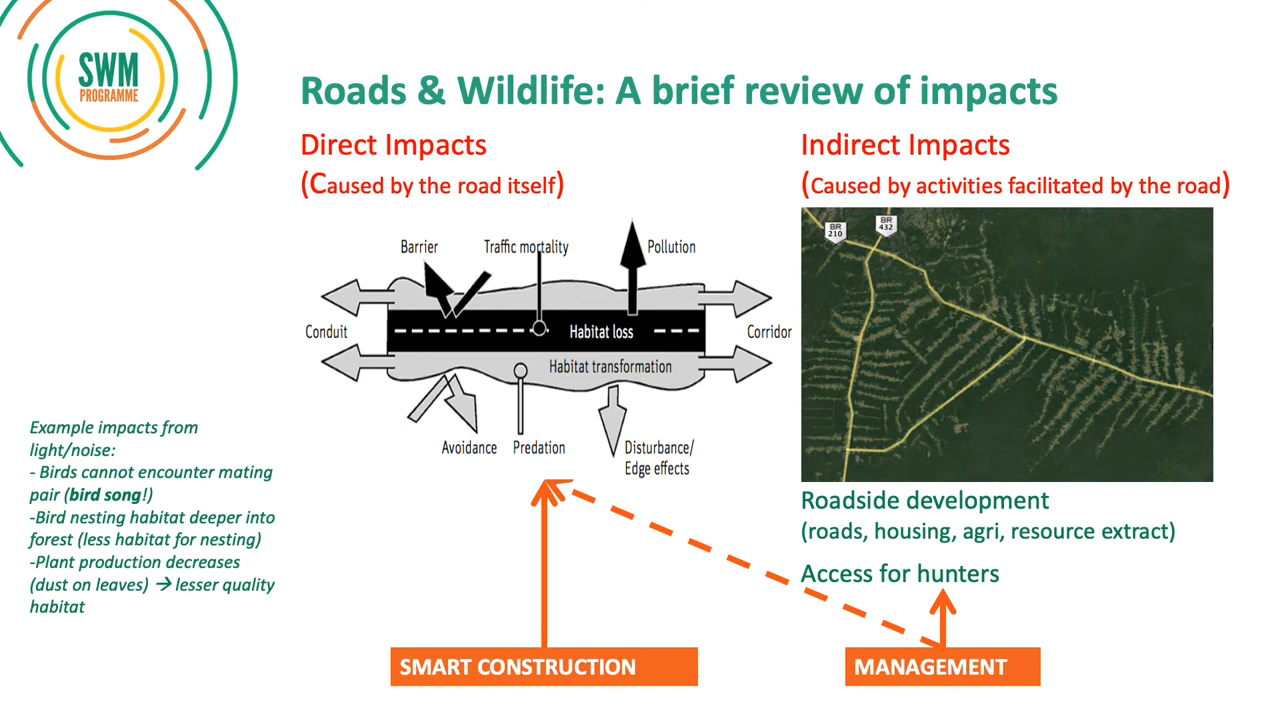 SWM
PROGRAMME
Roads & Wildlife: A brief review of impacts
Direct Impacts
(Caused by the road itself)
Barrier
Traffic mortality
Pollution
Conduit
Habitat loss
Corridor
Habitat transformation
Avoidance
Predation
Disturbance/
Edge effects
Indirect Impacts
(Caused by activities facilitated by the road)
BR
210
BR
432
Roadside development
(roads, housing, agri, resource extract)
Access for hunters
Example impacts from
light/noise:
- Birds cannot encounter mating
pair (bird song!)
-Bird nesting habitat deeper into
forest (less habitat for nesting)
-Plant production decreases
(dust on leaves) → lesser quality
habitat
SMART CONSTRUCTION
MANAGEMENT